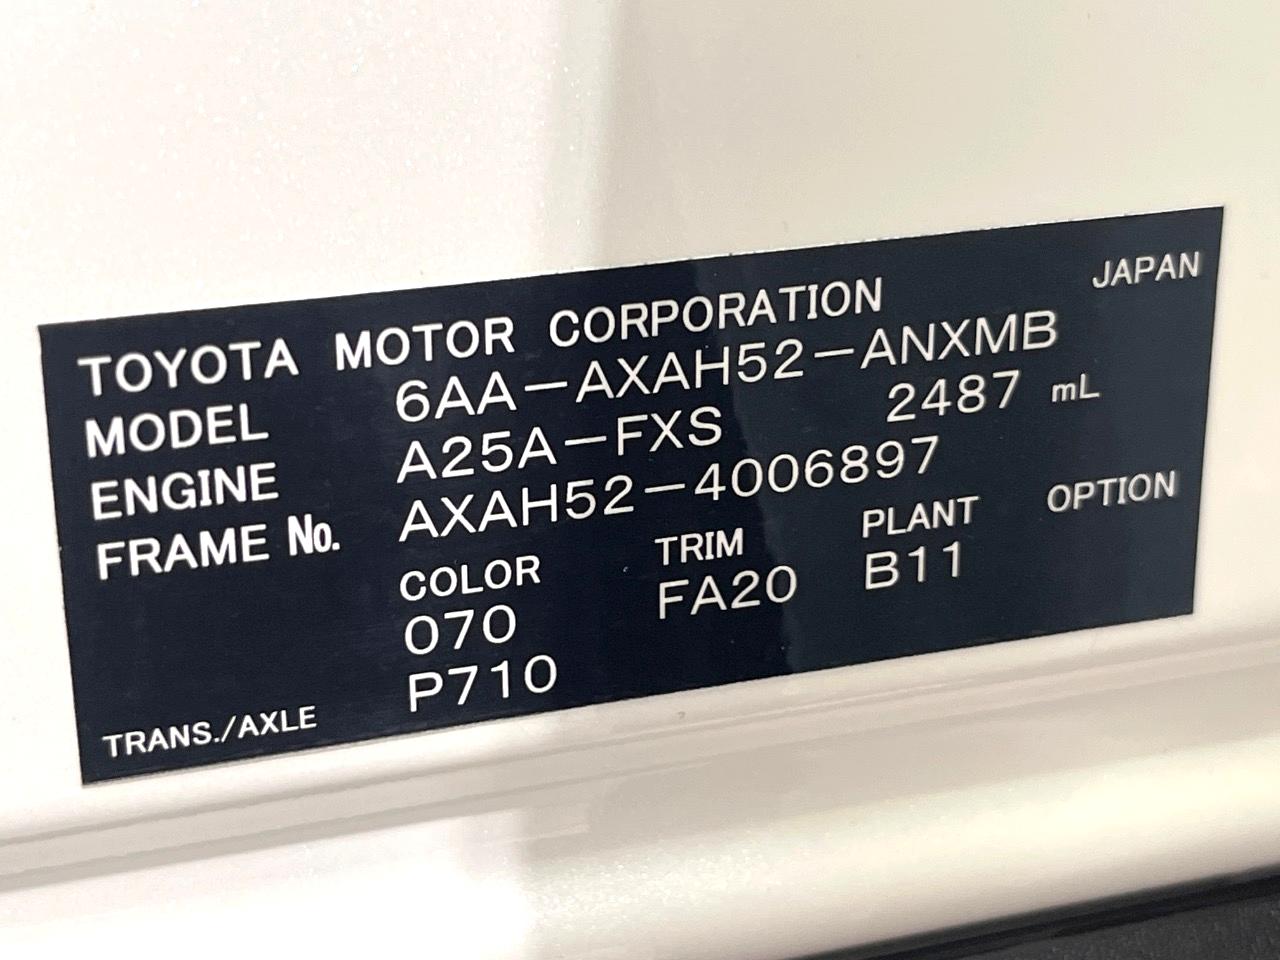 TOYOTA MOTOR CORPORATION JAPAN
MODEL 6AA-AXAH52-ANXMB
ENGINE A25A-FXS 2487 mL
FRAME No. AXAH52-4006897
COLOR TRIM PLANT OPTION
070 FA20 B11
TRANS./AXLE P710